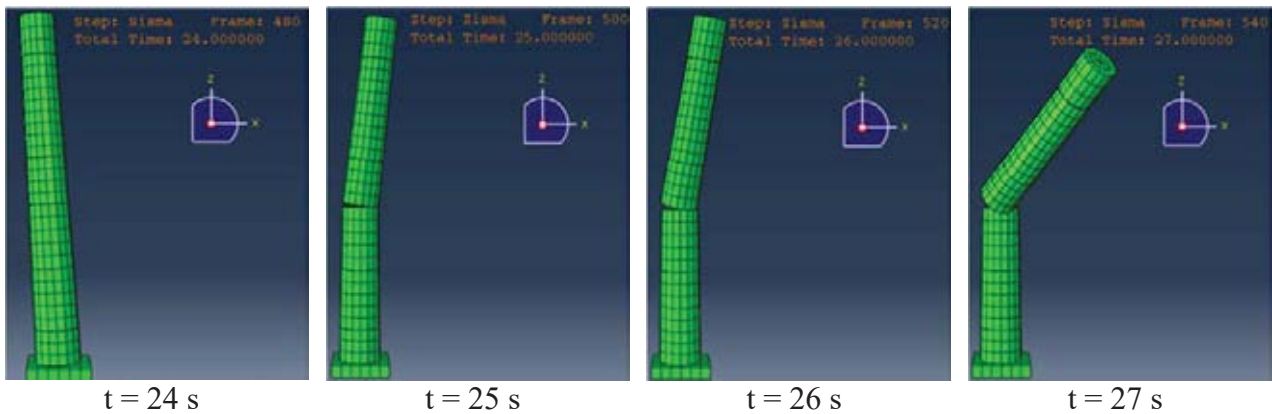 Step: Sisma Frame: 480
Total Time: 24.000000
Z
X
t = 24 s
Step: Sisma Frame: 500
Total Time: 25.000000
Z
X
t = 25 s
Step: Sisma Frame: 520
Total Time: 26.000000
Z
X
t = 26 s
Step: Sisma Frame: 540
Total Time: 27.000000
Z
X
t = 27 s